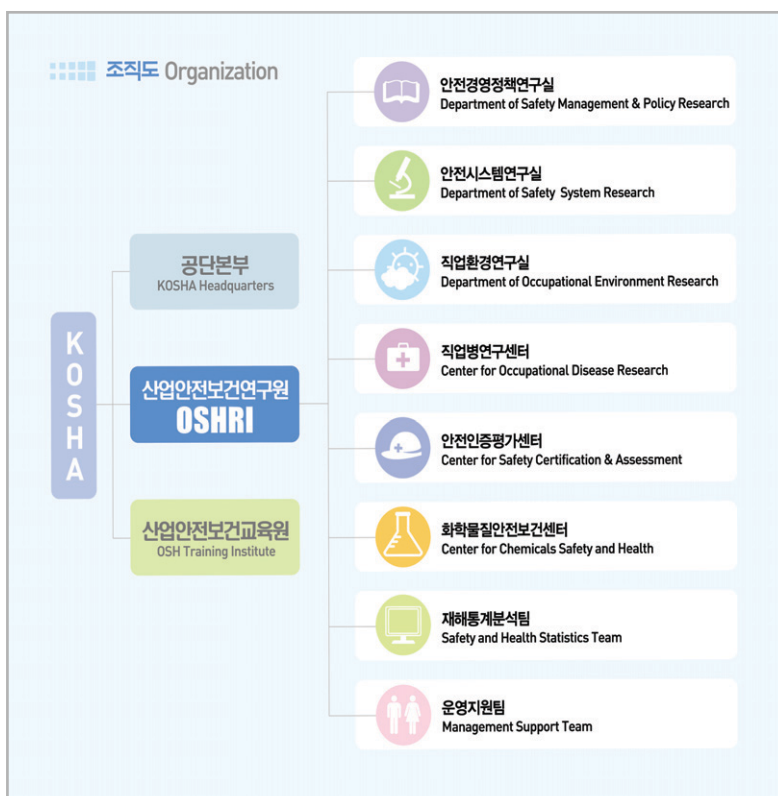 조직도 Organization
KOSHA
공단본부
KOSHA Headquarters
산업안전보건연구원
OSHRI
산업안전보건교육원
OSH Training Institute
안전경영정책연구실
Department of Safety Management & Policy Research
안전시스템연구실
Department of Safety System Research
직업환경연구실
Department of Occupational Environment Research
직업병연구센터
Center for Occupational Disease Research
안전인증평가센터
Center for Safety Certification & Assessment
화학물질안전보건센터
Center for Chemicals Safety and Health
재해통계분석팀
Safety and Health Statistics Team
운영지원팀
Management Support Team